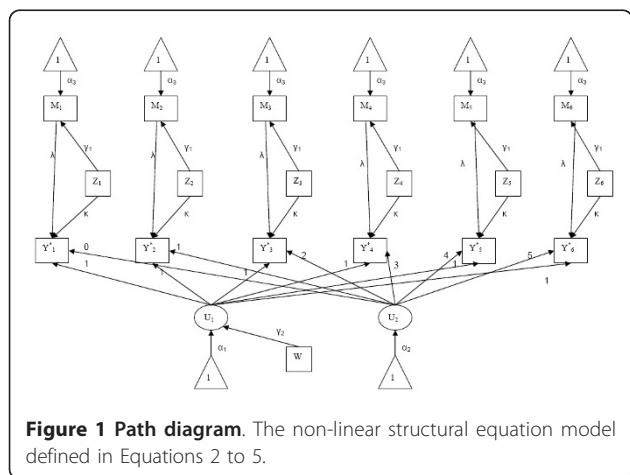 1 1 1 1 1 1
α₃ α₃ α₃ α₃ α₃ α₃
M₁ M₂ M₃ M₄ M₅ M₆
γ₁ γ₁ γ₁ γ₁ γ₁ γ₁
λ λ λ λ λ λ
Z₁ Z₂ Z₃ Z₄ Z₅ Z₆
κ κ κ κ κ κ
Y*₁ Y*₂ Y*₃ Y*₄ Y*₅ Y*₆
0 1 2 3 4 5
1 1 1 1 1 1
U₁ U₂
γ₂
α₁ α₂
1 W 1
Figure 1 Path diagram. The non-linear structural equation model
defined in Equations 2 to 5.